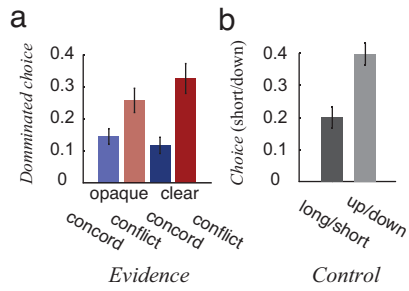 a
Domminated choice
0.4
0.3
0.2
0.1
0
opaque clear
concord
conflict
concord
conflict
Evidence
b
Choice (short/down)
0.4
0.3
0.2
0.1
0
long/short
up/down
Control